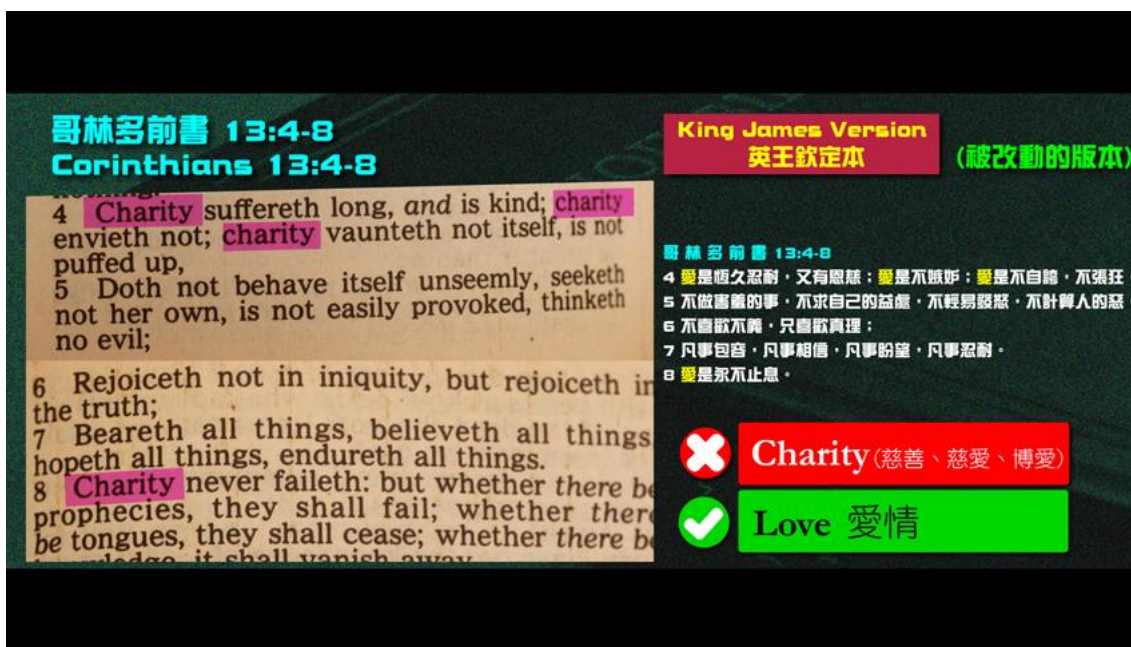 哥林多前書 13:4-8
Corinthians 13:4-8
nothing.
4 Charity suffereth long, and is kind; charity
envieth not; charity vaunteth not itself, is not
puffed up,
5 Doth not behave itself unseemly, seeketh
not her own, is not easily provoked, thinketh
no evil;
6 Rejoiceth not in iniquity, but rejoiceth in
the truth;
7 Beareth all things, believeth all things
hopeth all things, endureth all things.
8 Charity never faileth: but whether there be
prophecies, they shall fail; whether there
be tongues, they shall cease; whether there be
it shall vanish away
King James Version
英王欽定本
(被改動的版本)
哥林多前書 13:4-8
4 愛是恆久忍耐，又有恩慈；愛是不嫉妒；愛是不自誇，不張狂
5 不做害羞的事，不求自己的益處，不輕易發怒，不計算人的惡
6 不喜歡不義，只喜歡真理；
7 凡事包容，凡事相信，凡事盼望，凡事忍耐。
8 愛是永不止息。
Charity (慈善、慈愛、博愛)
Love 愛情